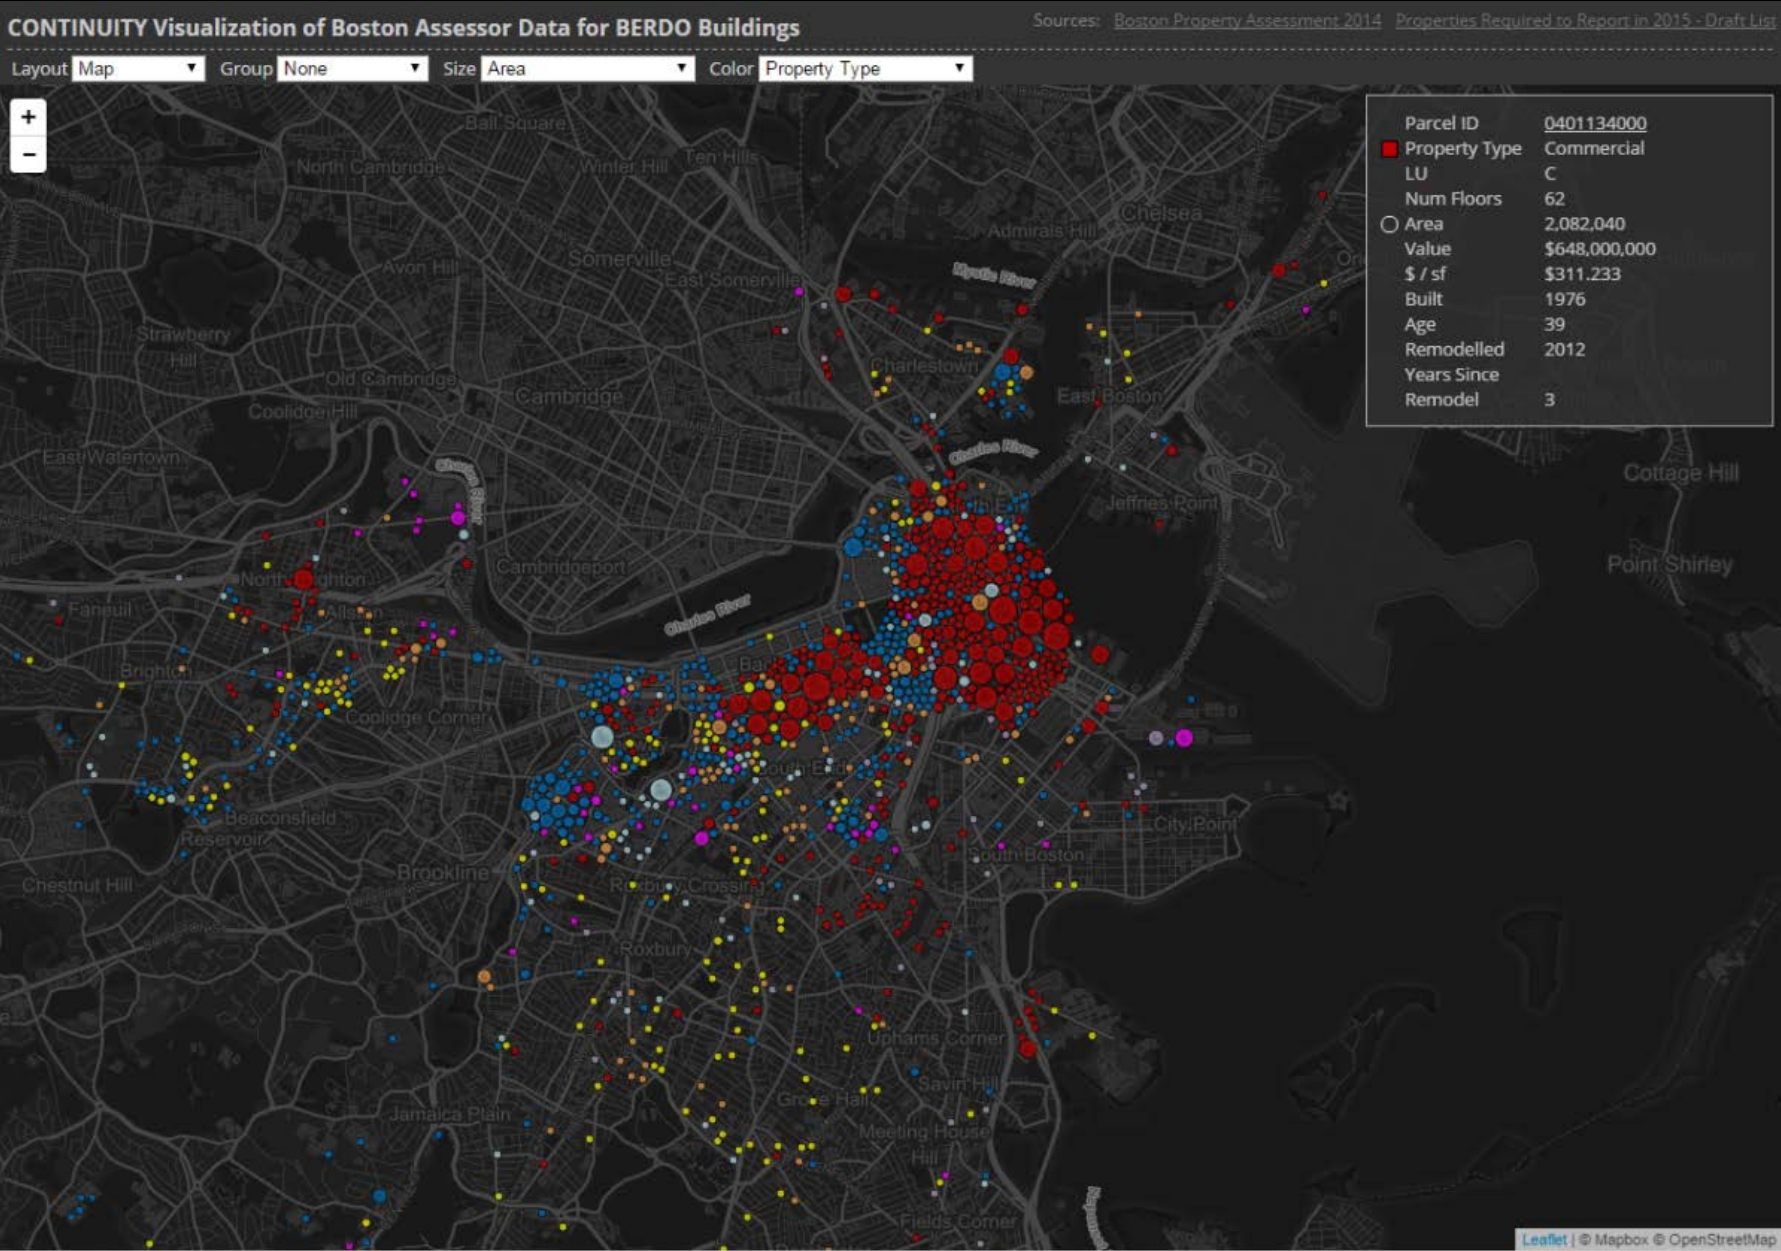 CONTINUITY Visualization of Boston Assessor Data for BERDO Buildings
Sources: Boston Property Assessment 2014 Properties Required to Report in 2015 - Draft List
Layout Map Group None Size Area Color Property Type
+
−
Parcel ID 0401134000
Property Type Commercial
LU C
Num Floors 62
Area 2,082,040
Value $648,000,000
$ / sf $311.233
Built 1976
Age 39
Remodelled 2012
Years Since
Remodel 3
Ball Square
North Cambridge
Winter Hill
Ten Hills
Chelsea
Admirals Hill
Somerville
Avon Hill
East Somerville
Mystic River
Strawberry
Hill
Charlestown
Old Cambridge
Cambridge
East Boston
Coolidge Hill
East Watertown
Charles River
Charles River
Cottage Hill
Jeffries Point
Cambridgeport
Point Shirley
Faneuil
Charles River
Brighton
Coolidge Corner
South End
Beaconsfield
Reservoir
City Point
South Boston
Brookline
Chestnut Hill
Roxbury Crossing
Roxbury
Uphams Corner
Savin Hill
Grove Hall
Jamaica Plain
Meeting House
Hill
Fields Corner
Leaflet | © Mapbox © OpenStreetMap